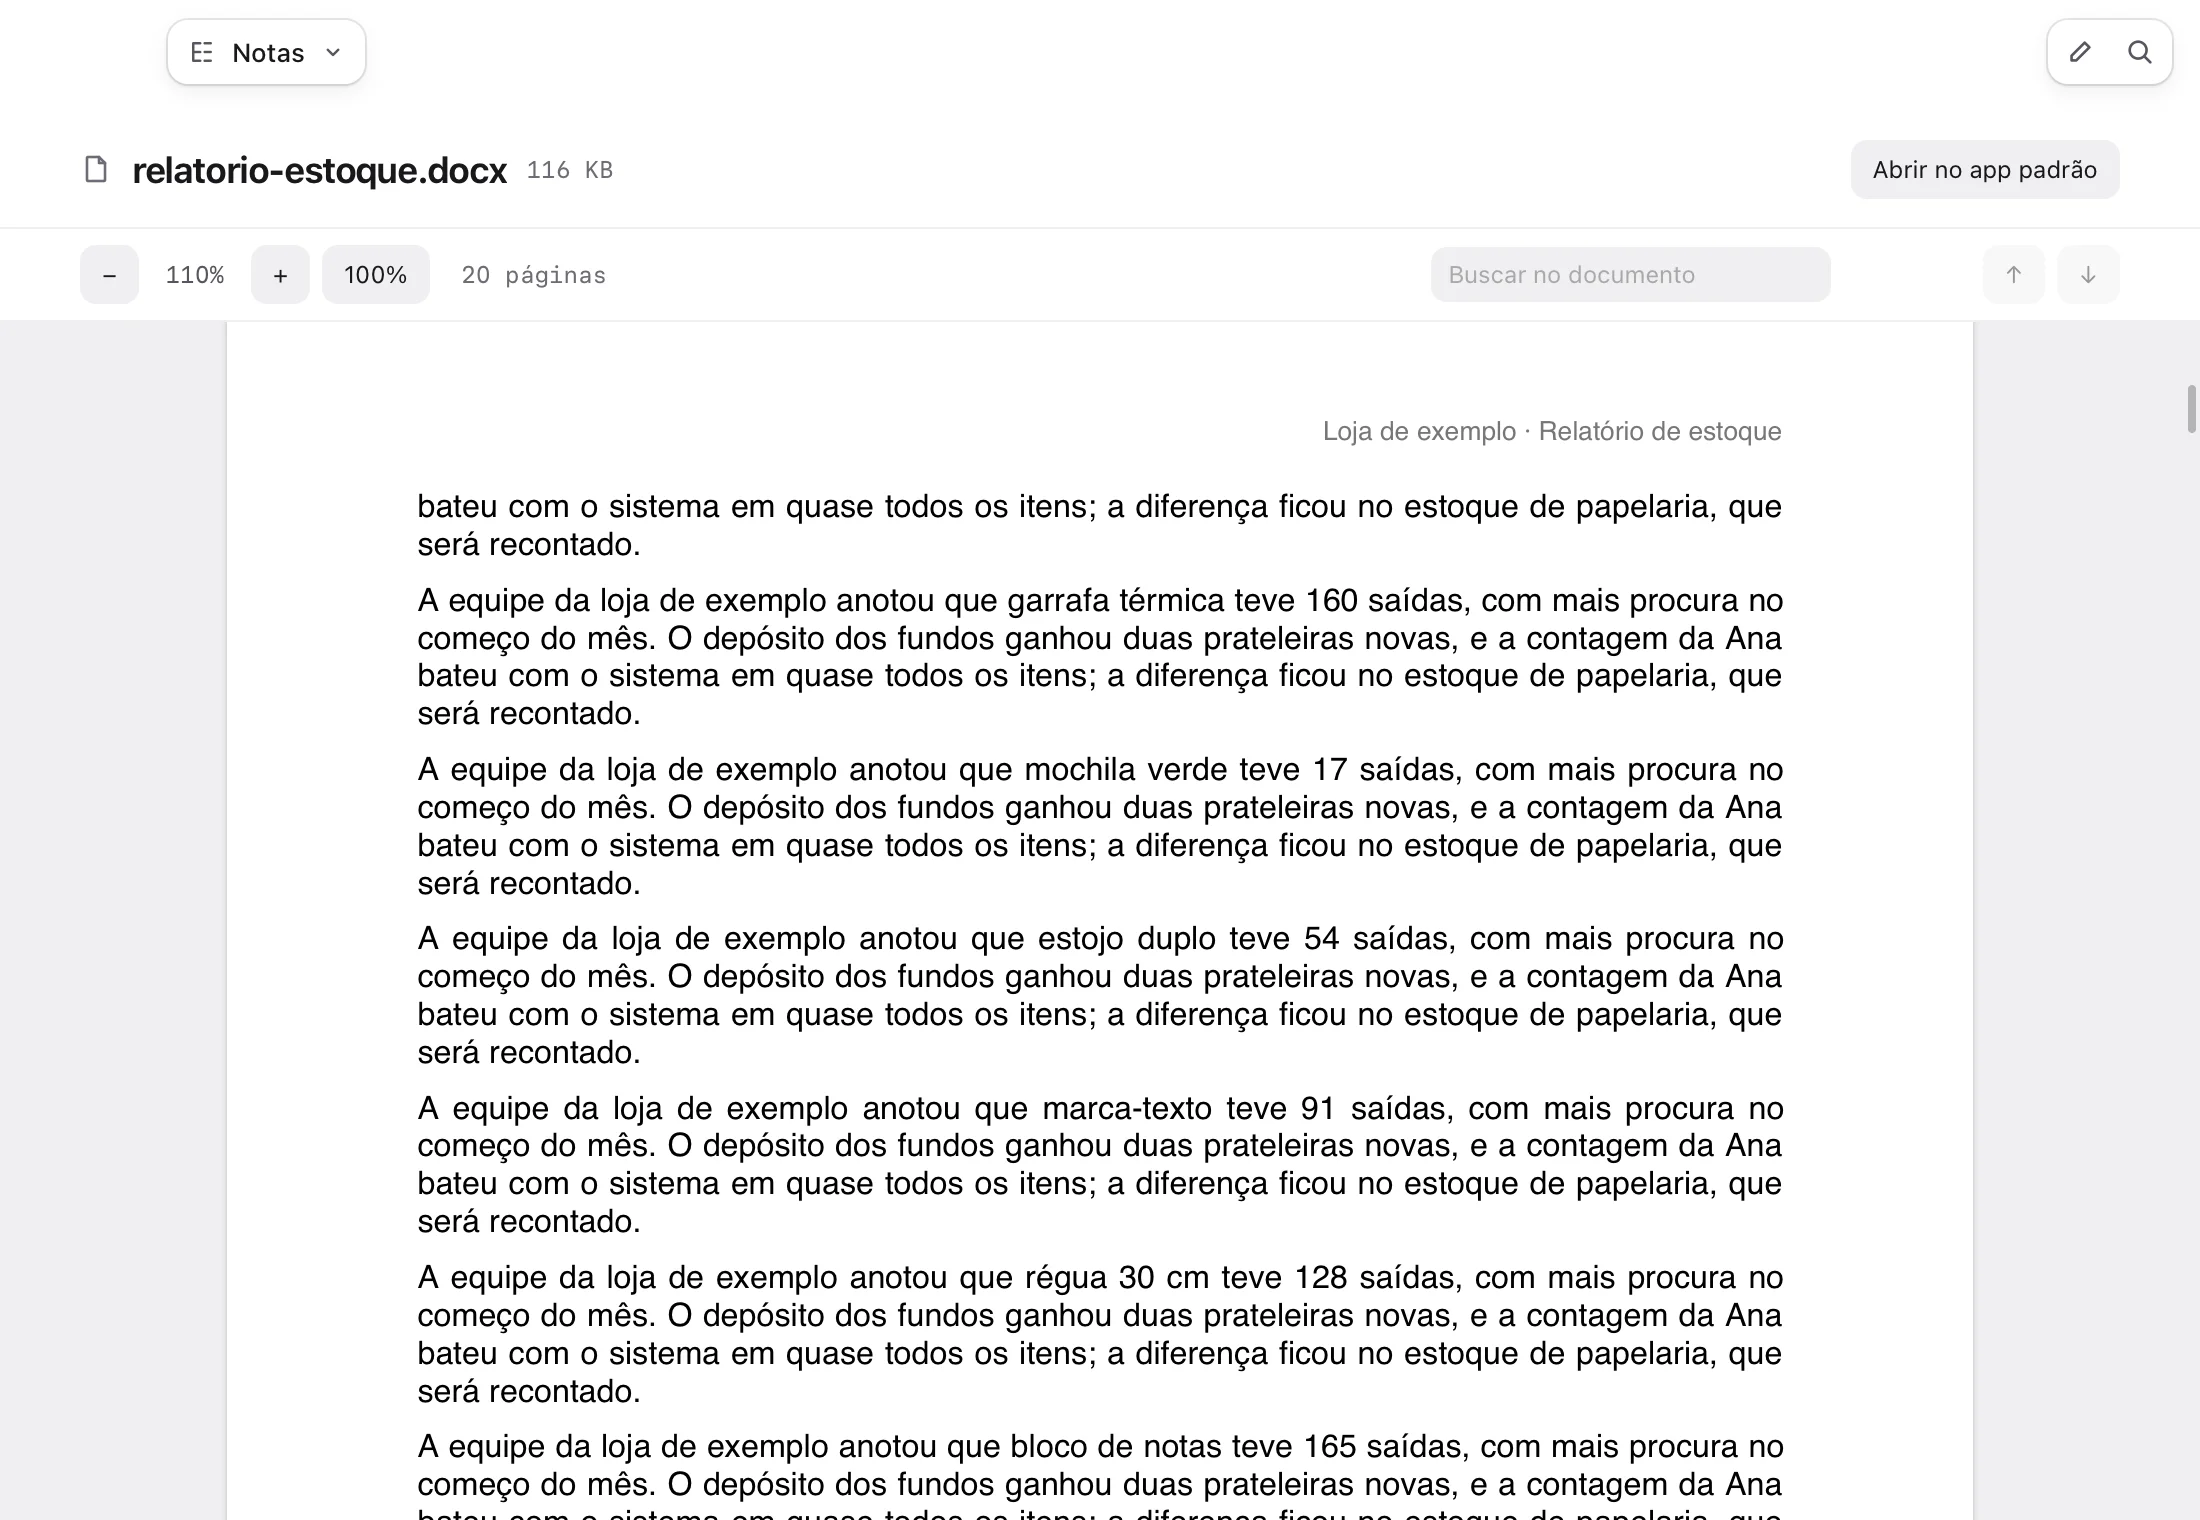 Notas
relatorio-estoque.docx 116 KB
Abrir no app padrão
− 110% + 100% 20 páginas
Buscar no documento
↑ ↓
Loja de exemplo · Relatório de estoque
bateu com o sistema em quase todos os itens; a diferença ficou no estoque de papelaria, que
será recontado.
A equipe da loja de exemplo anotou que garrafa térmica teve 160 saídas, com mais procura no
começo do mês. O depósito dos fundos ganhou duas prateleiras novas, e a contagem da Ana
bateu com o sistema em quase todos os itens; a diferença ficou no estoque de papelaria, que
será recontado.
A equipe da loja de exemplo anotou que mochila verde teve 17 saídas, com mais procura no
começo do mês. O depósito dos fundos ganhou duas prateleiras novas, e a contagem da Ana
bateu com o sistema em quase todos os itens; a diferença ficou no estoque de papelaria, que
será recontado.
A equipe da loja de exemplo anotou que estojo duplo teve 54 saídas, com mais procura no
começo do mês. O depósito dos fundos ganhou duas prateleiras novas, e a contagem da Ana
bateu com o sistema em quase todos os itens; a diferença ficou no estoque de papelaria, que
será recontado.
A equipe da loja de exemplo anotou que marca-texto teve 91 saídas, com mais procura no
começo do mês. O depósito dos fundos ganhou duas prateleiras novas, e a contagem da Ana
bateu com o sistema em quase todos os itens; a diferença ficou no estoque de papelaria, que
será recontado.
A equipe da loja de exemplo anotou que régua 30 cm teve 128 saídas, com mais procura no
começo do mês. O depósito dos fundos ganhou duas prateleiras novas, e a contagem da Ana
bateu com o sistema em quase todos os itens; a diferença ficou no estoque de papelaria, que
será recontado.
A equipe da loja de exemplo anotou que bloco de notas teve 165 saídas, com mais procura no
começo do mês. O depósito dos fundos ganhou duas prateleiras novas, e a contagem da Ana
bateu com o sistema em quase todos os itens; a diferença ficou no estoque de papelaria, que